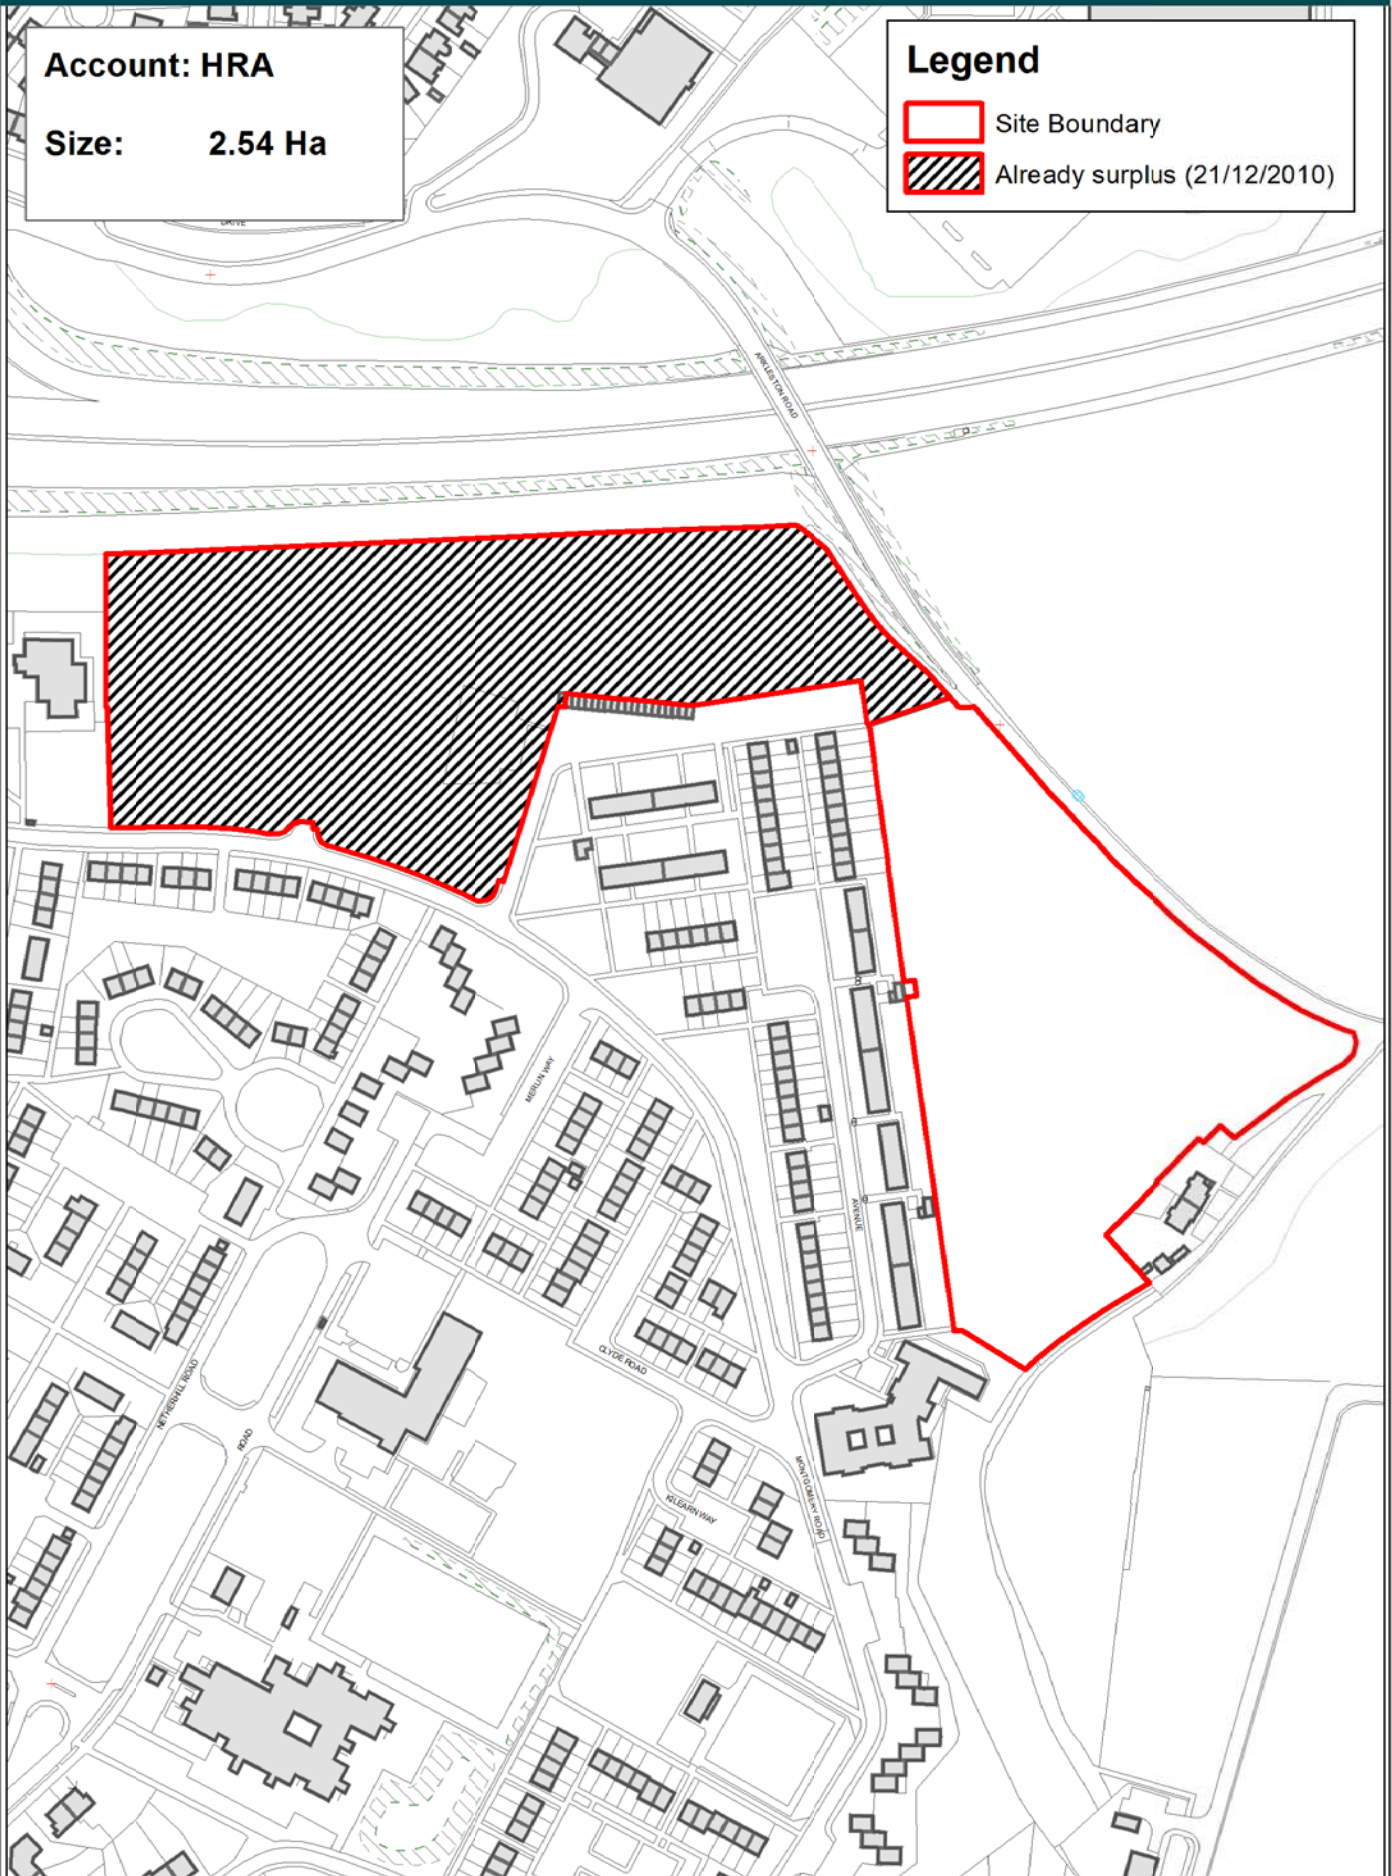 Account: HRA
Size: 2.54 Ha
Legend
Site Boundary
Already surplus (21/12/2010)
DRIVE
ARKLESTON ROAD
MERLIN WAY
AVENUE
CLYDE ROAD
NETHERHILL ROAD
ROAD
KILEARN WAY
MONTGOMERY ROAD